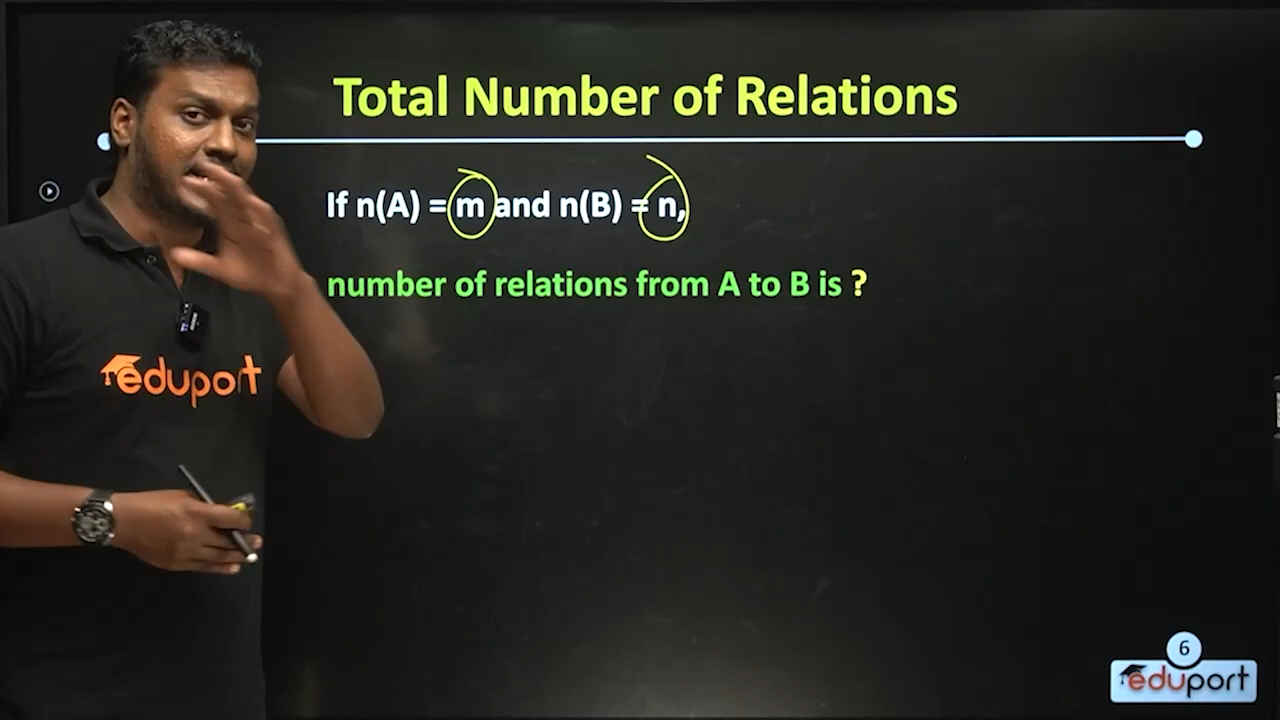 Total Number of Relations
If n(A) = m and n(B) = n,
number of relations from A to B is ?
eduport
6
eduport